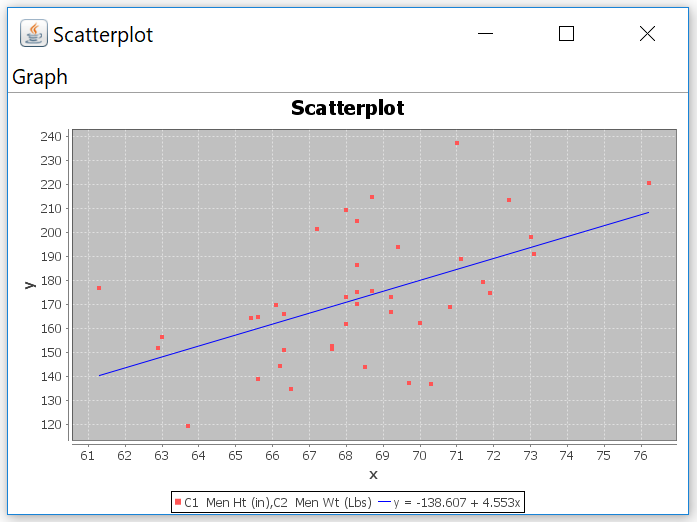 Scatterplot
Graph
Scatterplot
240
230
220
210
200
190
180
170
160
150
140
130
120
y
61 62 63 64 65 66 67 68 69 70 71 72 73 74 75 76
x
C1 Men Ht (in),C2 Men Wt (Lbs) y = -138.607 + 4.553x